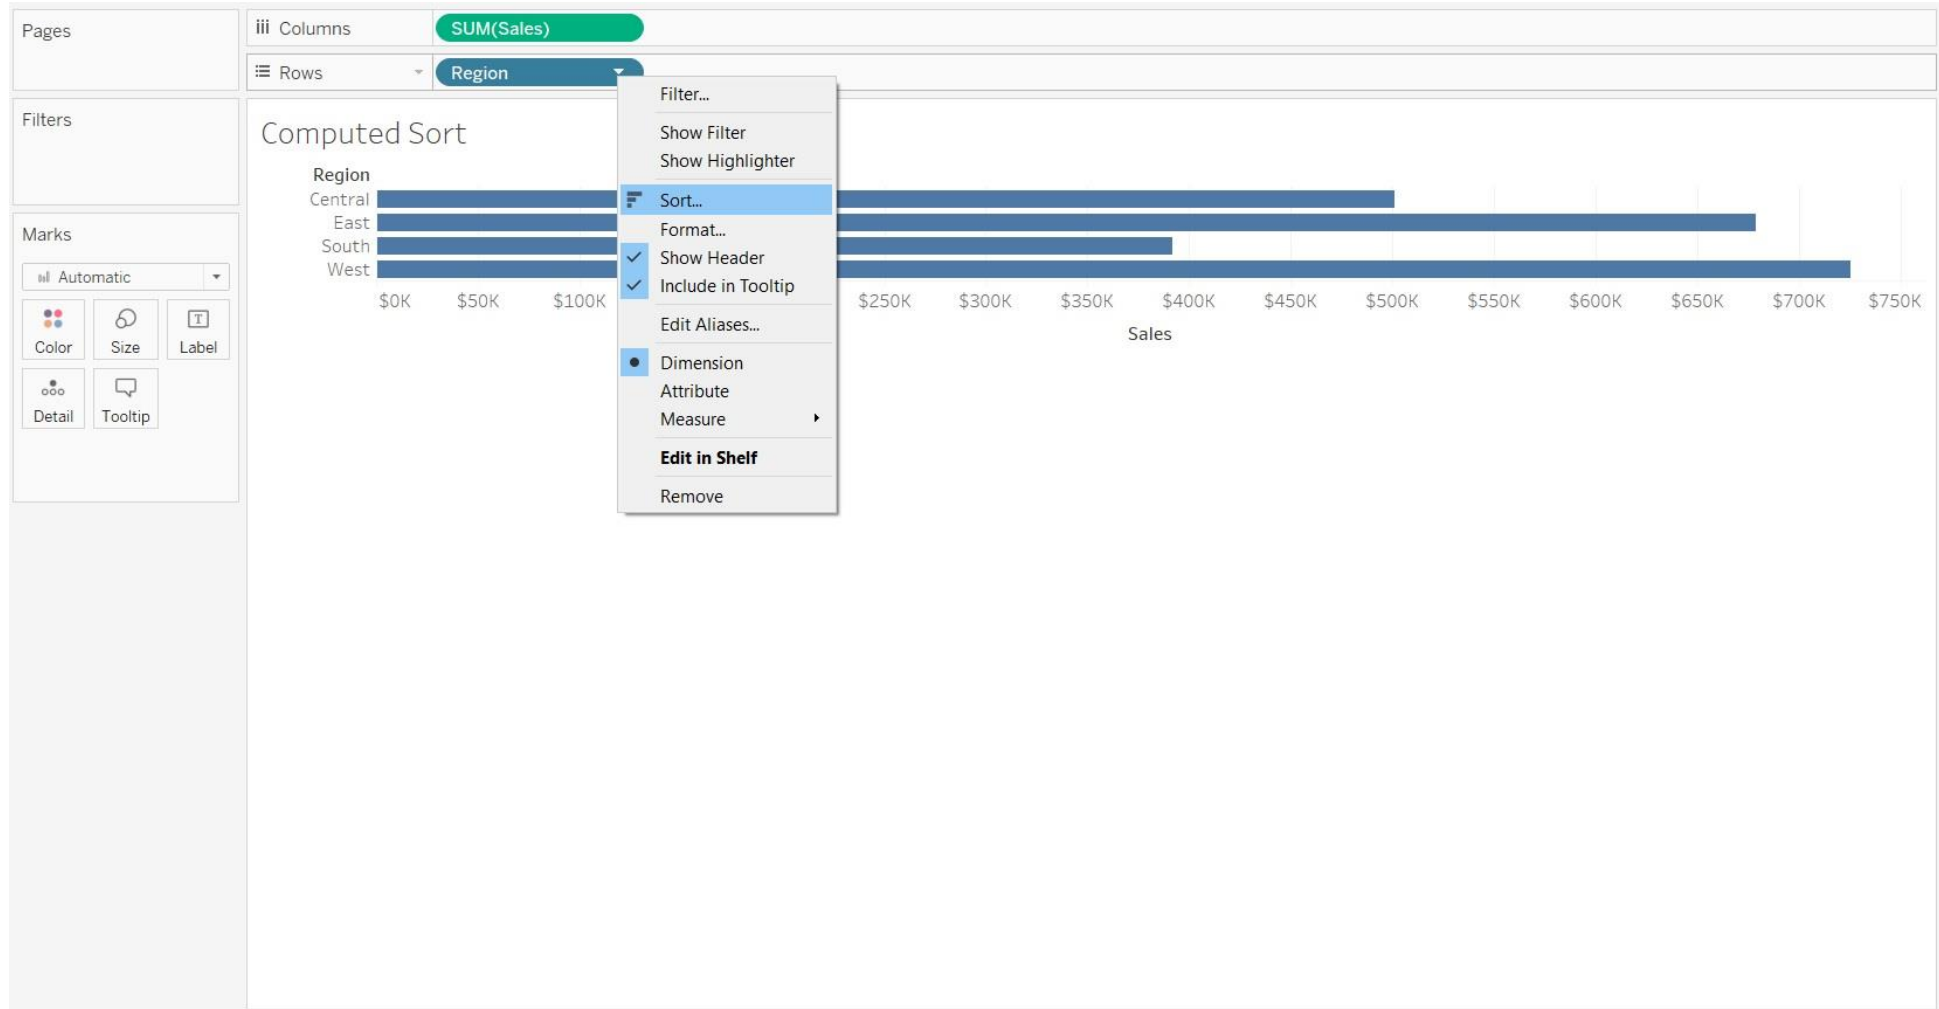 Pages
Columns
SUM(Sales)
Rows
Region
Filters
Marks
Automatic
Color
Size
Label
Detail
Tooltip
Computed Sort
Region
Central
East
South
West
$0K $50K $100K $250K $300K $350K $400K $450K $500K $550K $600K $650K $700K $750K
Sales
Filter...
Show Filter
Show Highlighter
Sort...
Format...
Show Header
Include in Tooltip
Edit Aliases...
Dimension
Attribute
Measure
Edit in Shelf
Remove